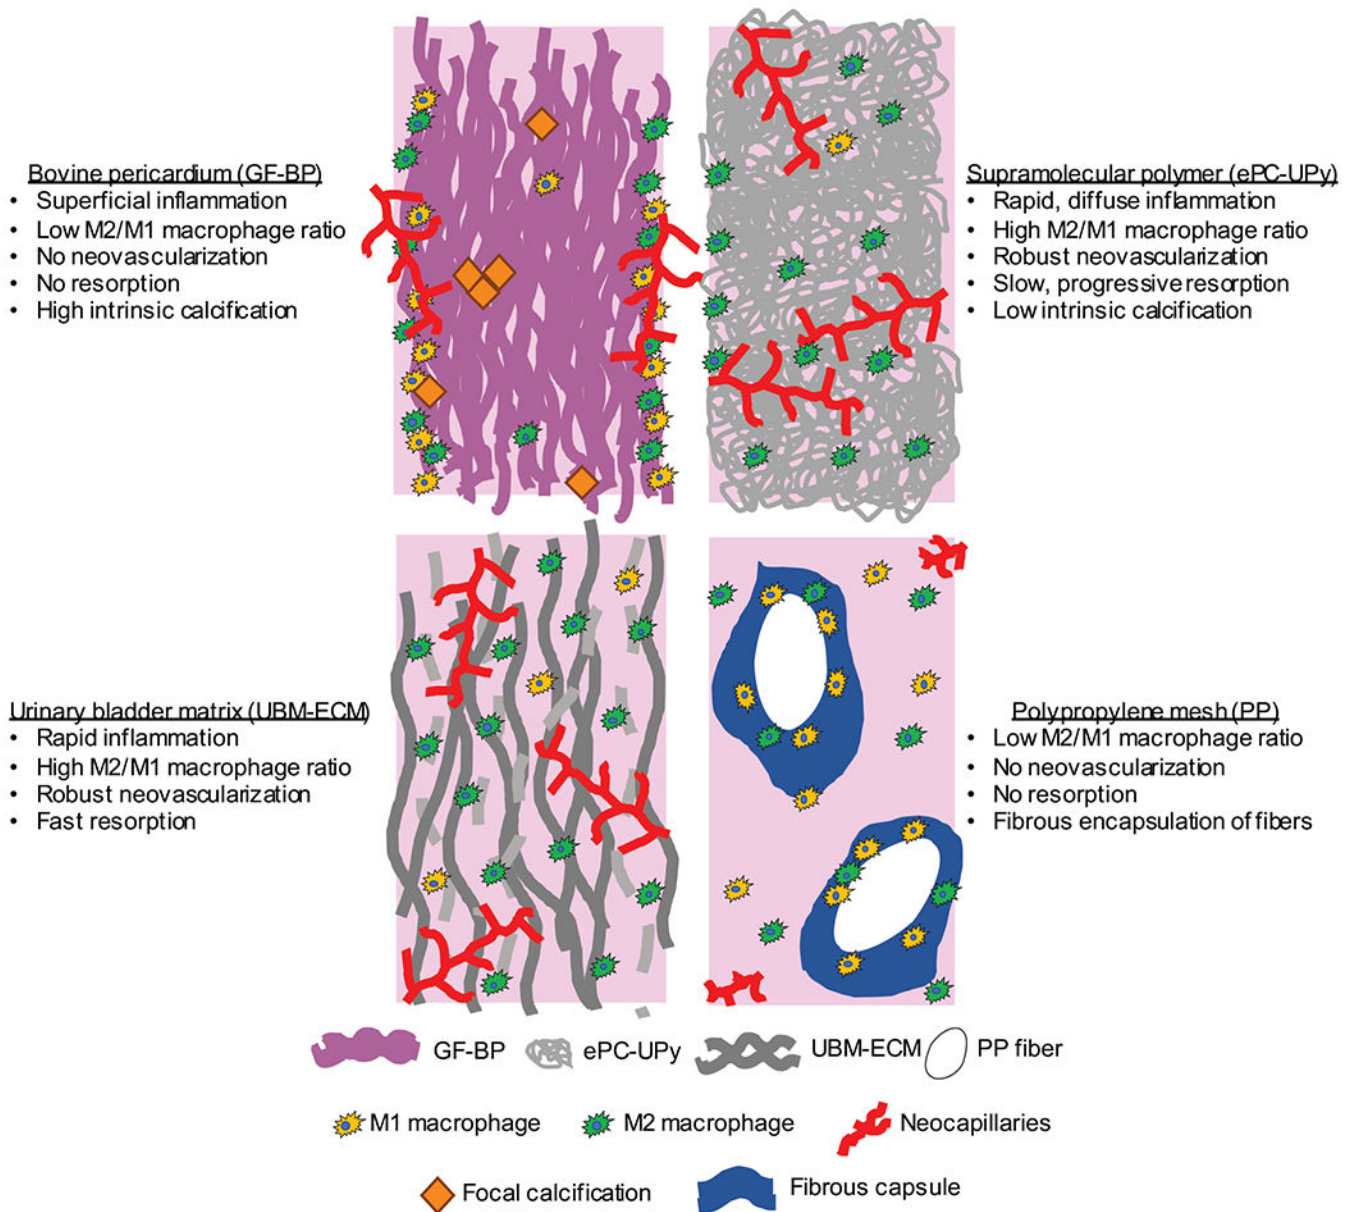 Bovine pericardium (GF-BP)
• Superficial inflammation
• Low M2/M1 macrophage ratio
• No neovascularization
• No resorption
• High intrinsic calcification
Supramolecular polymer (ePC-UPy)
• Rapid, diffuse inflammation
• High M2/M1 macrophage ratio
• Robust neovascularization
• Slow, progressive resorption
• Low intrinsic calcification
Urinary bladder matrix (UBM-ECM)
• Rapid inflammation
• High M2/M1 macrophage ratio
• Robust neovascularization
• Fast resorption
Polypropylene mesh (PP)
• Low M2/M1 macrophage ratio
• No neovascularization
• No resorption
• Fibrous encapsulation of fibers
GF-BP ePC-UPy UBM-ECM PP fiber
M1 macrophage M2 macrophage Neocapillaries
Focal calcification Fibrous capsule